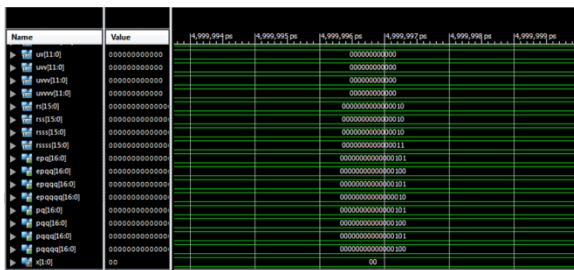 Name Value 4,999,994 ps 4,999,995 ps 4,999,996 ps 4,999,997 ps 4,999,998 ps 4,999,999 ps
uv[11:0] 000000000000 000000000000
uvv[11:0] 000000000000 000000000000
uvvv[11:0] 000000000000 000000000000
uvvvv[11:0] 000000000000 000000000000
rs[15:0] 0000000000000010
rss[15:0] 0000000000000010
rsss[15:0] 0000000000000010
rssss[15:0] 0000000000000011
epq[16:0] 00000000000000101
epqq[16:0] 00000000000000100
epqqq[16:0] 00000000000000101
epqqqq[16:0] 00000000000000010
pq[16:0] 00000000000000101
pqq[16:0] 00000000000000100
pqqq[16:0] 00000000000000101
pqqqq[16:0] 00000000000000100
x[1:0] 00 00